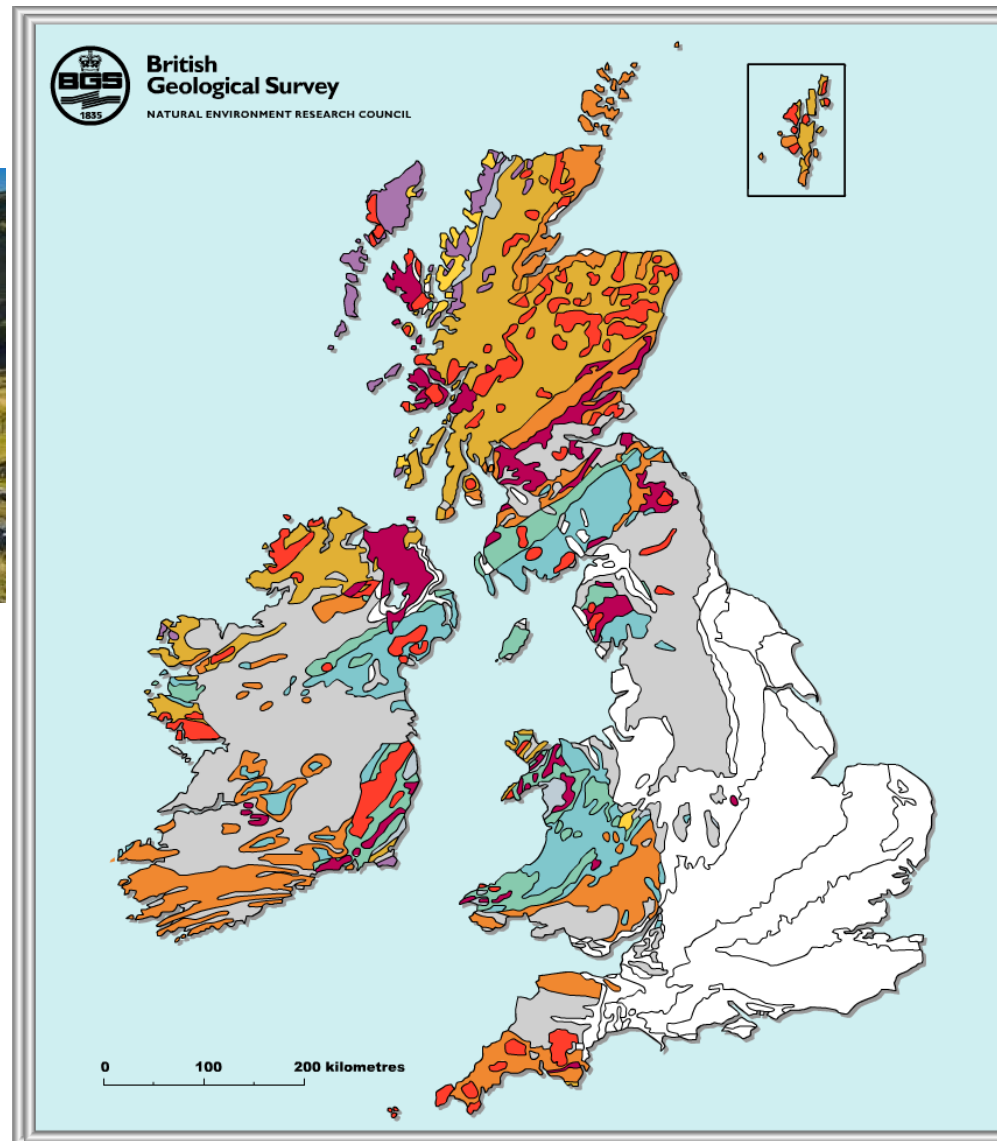 BGS
1835
British
Geological Survey
NATURAL ENVIRONMENT RESEARCH COUNCIL
0 100 200 kilometres